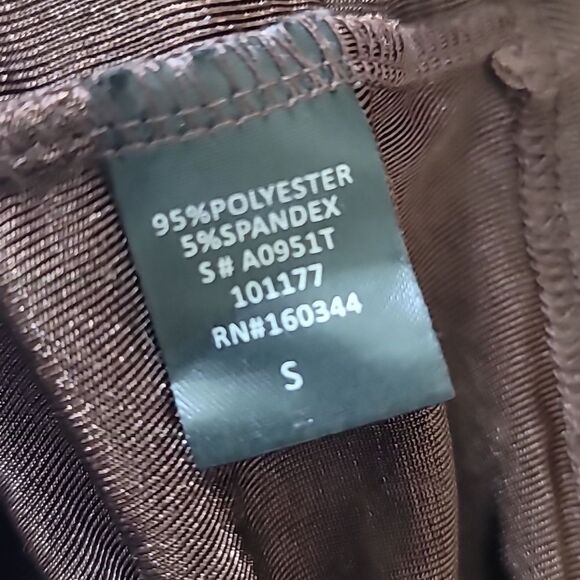 95%POLYESTER
5%SPANDEX
S# A0951T
101177
RN#160344
S